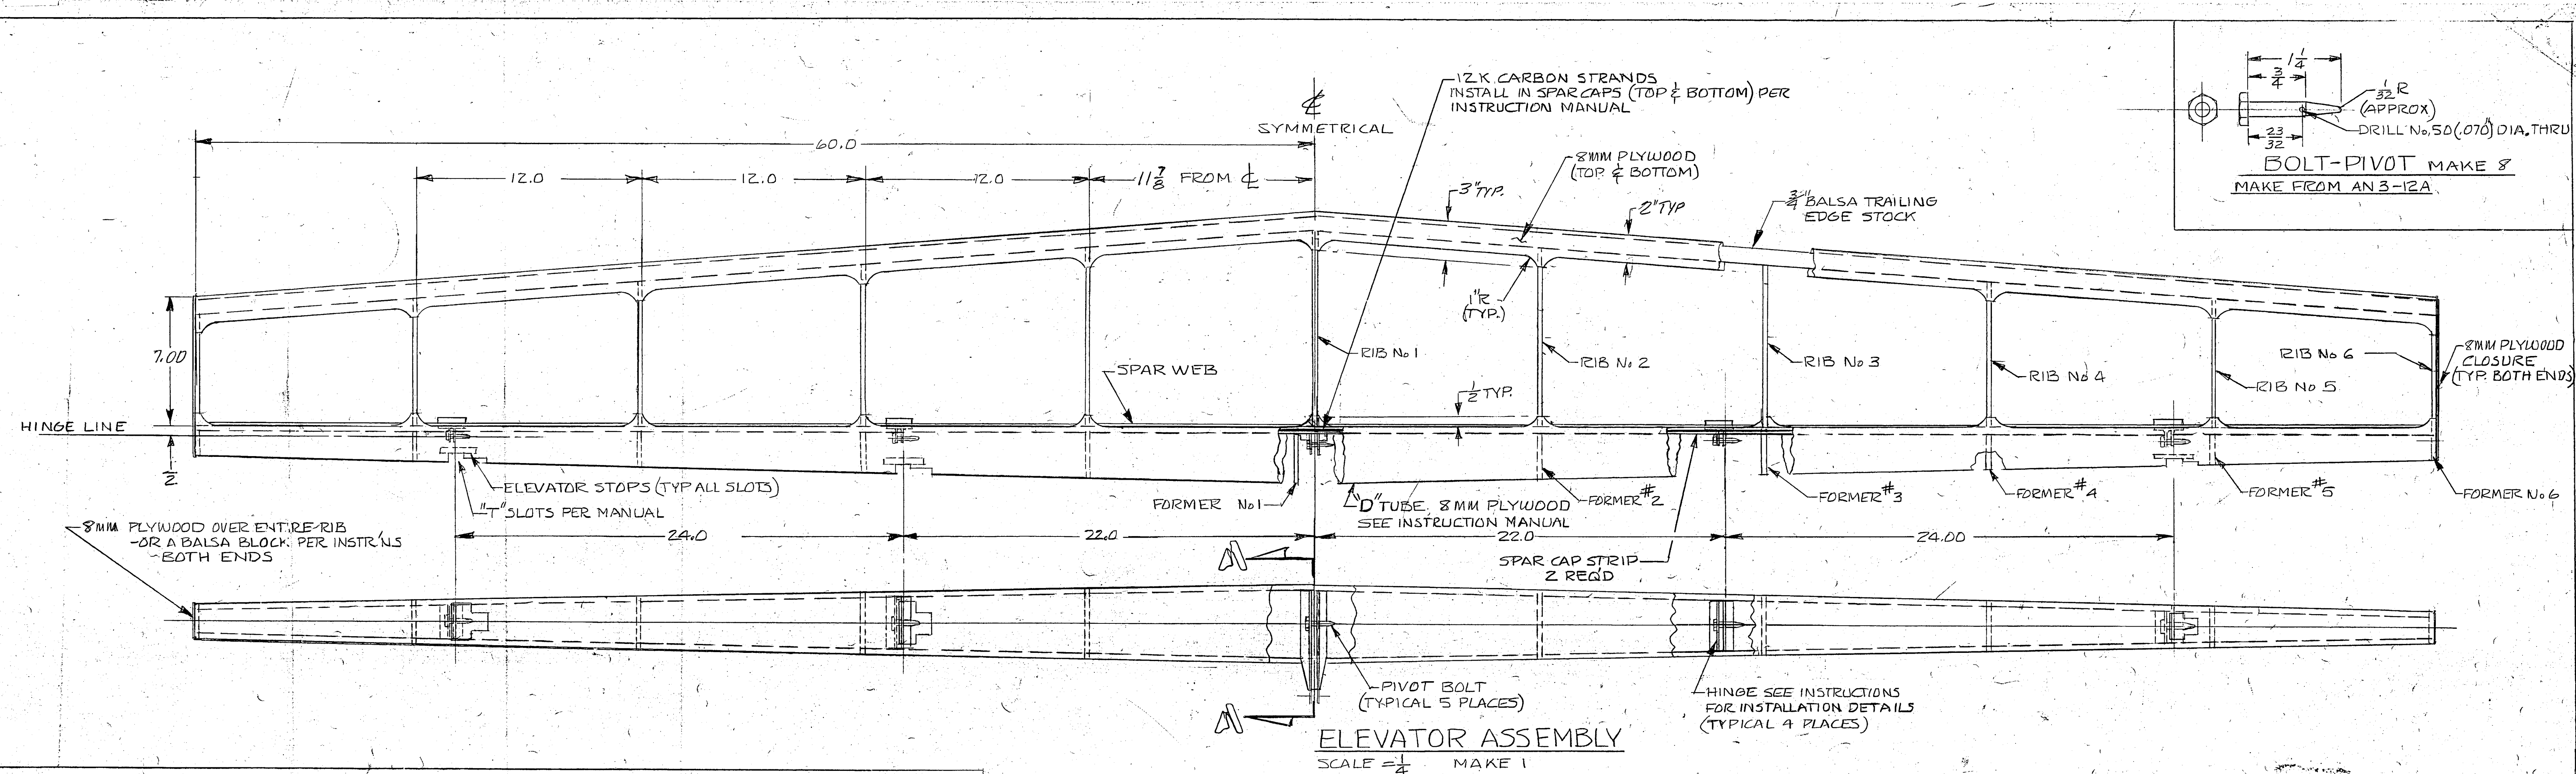 1 1/4
3/4
1/32 R
(APPROX)
DRILL No. 50 (.070") DIA. THRU
23/32
BOLT-PIVOT MAKE 8
MAKE FROM AN3-12A
12K CARBON STRANDS
INSTALL IN SPAR CAPS (TOP & BOTTOM) PER
INSTRUCTION MANUAL
℄
SYMMETRICAL
60.0
12.0
12.0
12.0
11 7/8 FROM ℄
8MM PLYWOOD
(TOP & BOTTOM)
3" TYP.
2" TYP
3/4" BALSA TRAILING
EDGE STOCK
1"R
(TYP.)
7.00
SPAR WEB
RIB No 1
RIB No 2
RIB No 3
RIB No 4
RIB No 5
RIB No 6
8MM PLYWOOD
CLOSURE
(TYP. BOTH ENDS)
1/2 TYP.
HINGE LINE
ELEVATOR STOPS (TYP ALL SLOTS)
"T" SLOTS PER MANUAL
FORMER No 1
"D" TUBE, 8MM PLYWOOD
SEE INSTRUCTION MANUAL
FORMER #2
FORMER #3
FORMER #4
FORMER #5
FORMER No 6
8MM PLYWOOD OVER ENTIRE RIB
-OR A BALSA BLOCK PER INSTR'NS
BOTH ENDS
24.0
22.0
22.0
24.00
SPAR CAP STRIP
2 REQ'D
A
A
PIVOT BOLT
(TYPICAL 5 PLACES)
HINGE SEE INSTRUCTIONS
FOR INSTALLATION DETAILS
(TYPICAL 4 PLACES)
ELEVATOR ASSEMBLY
SCALE = 1/4 MAKE 1